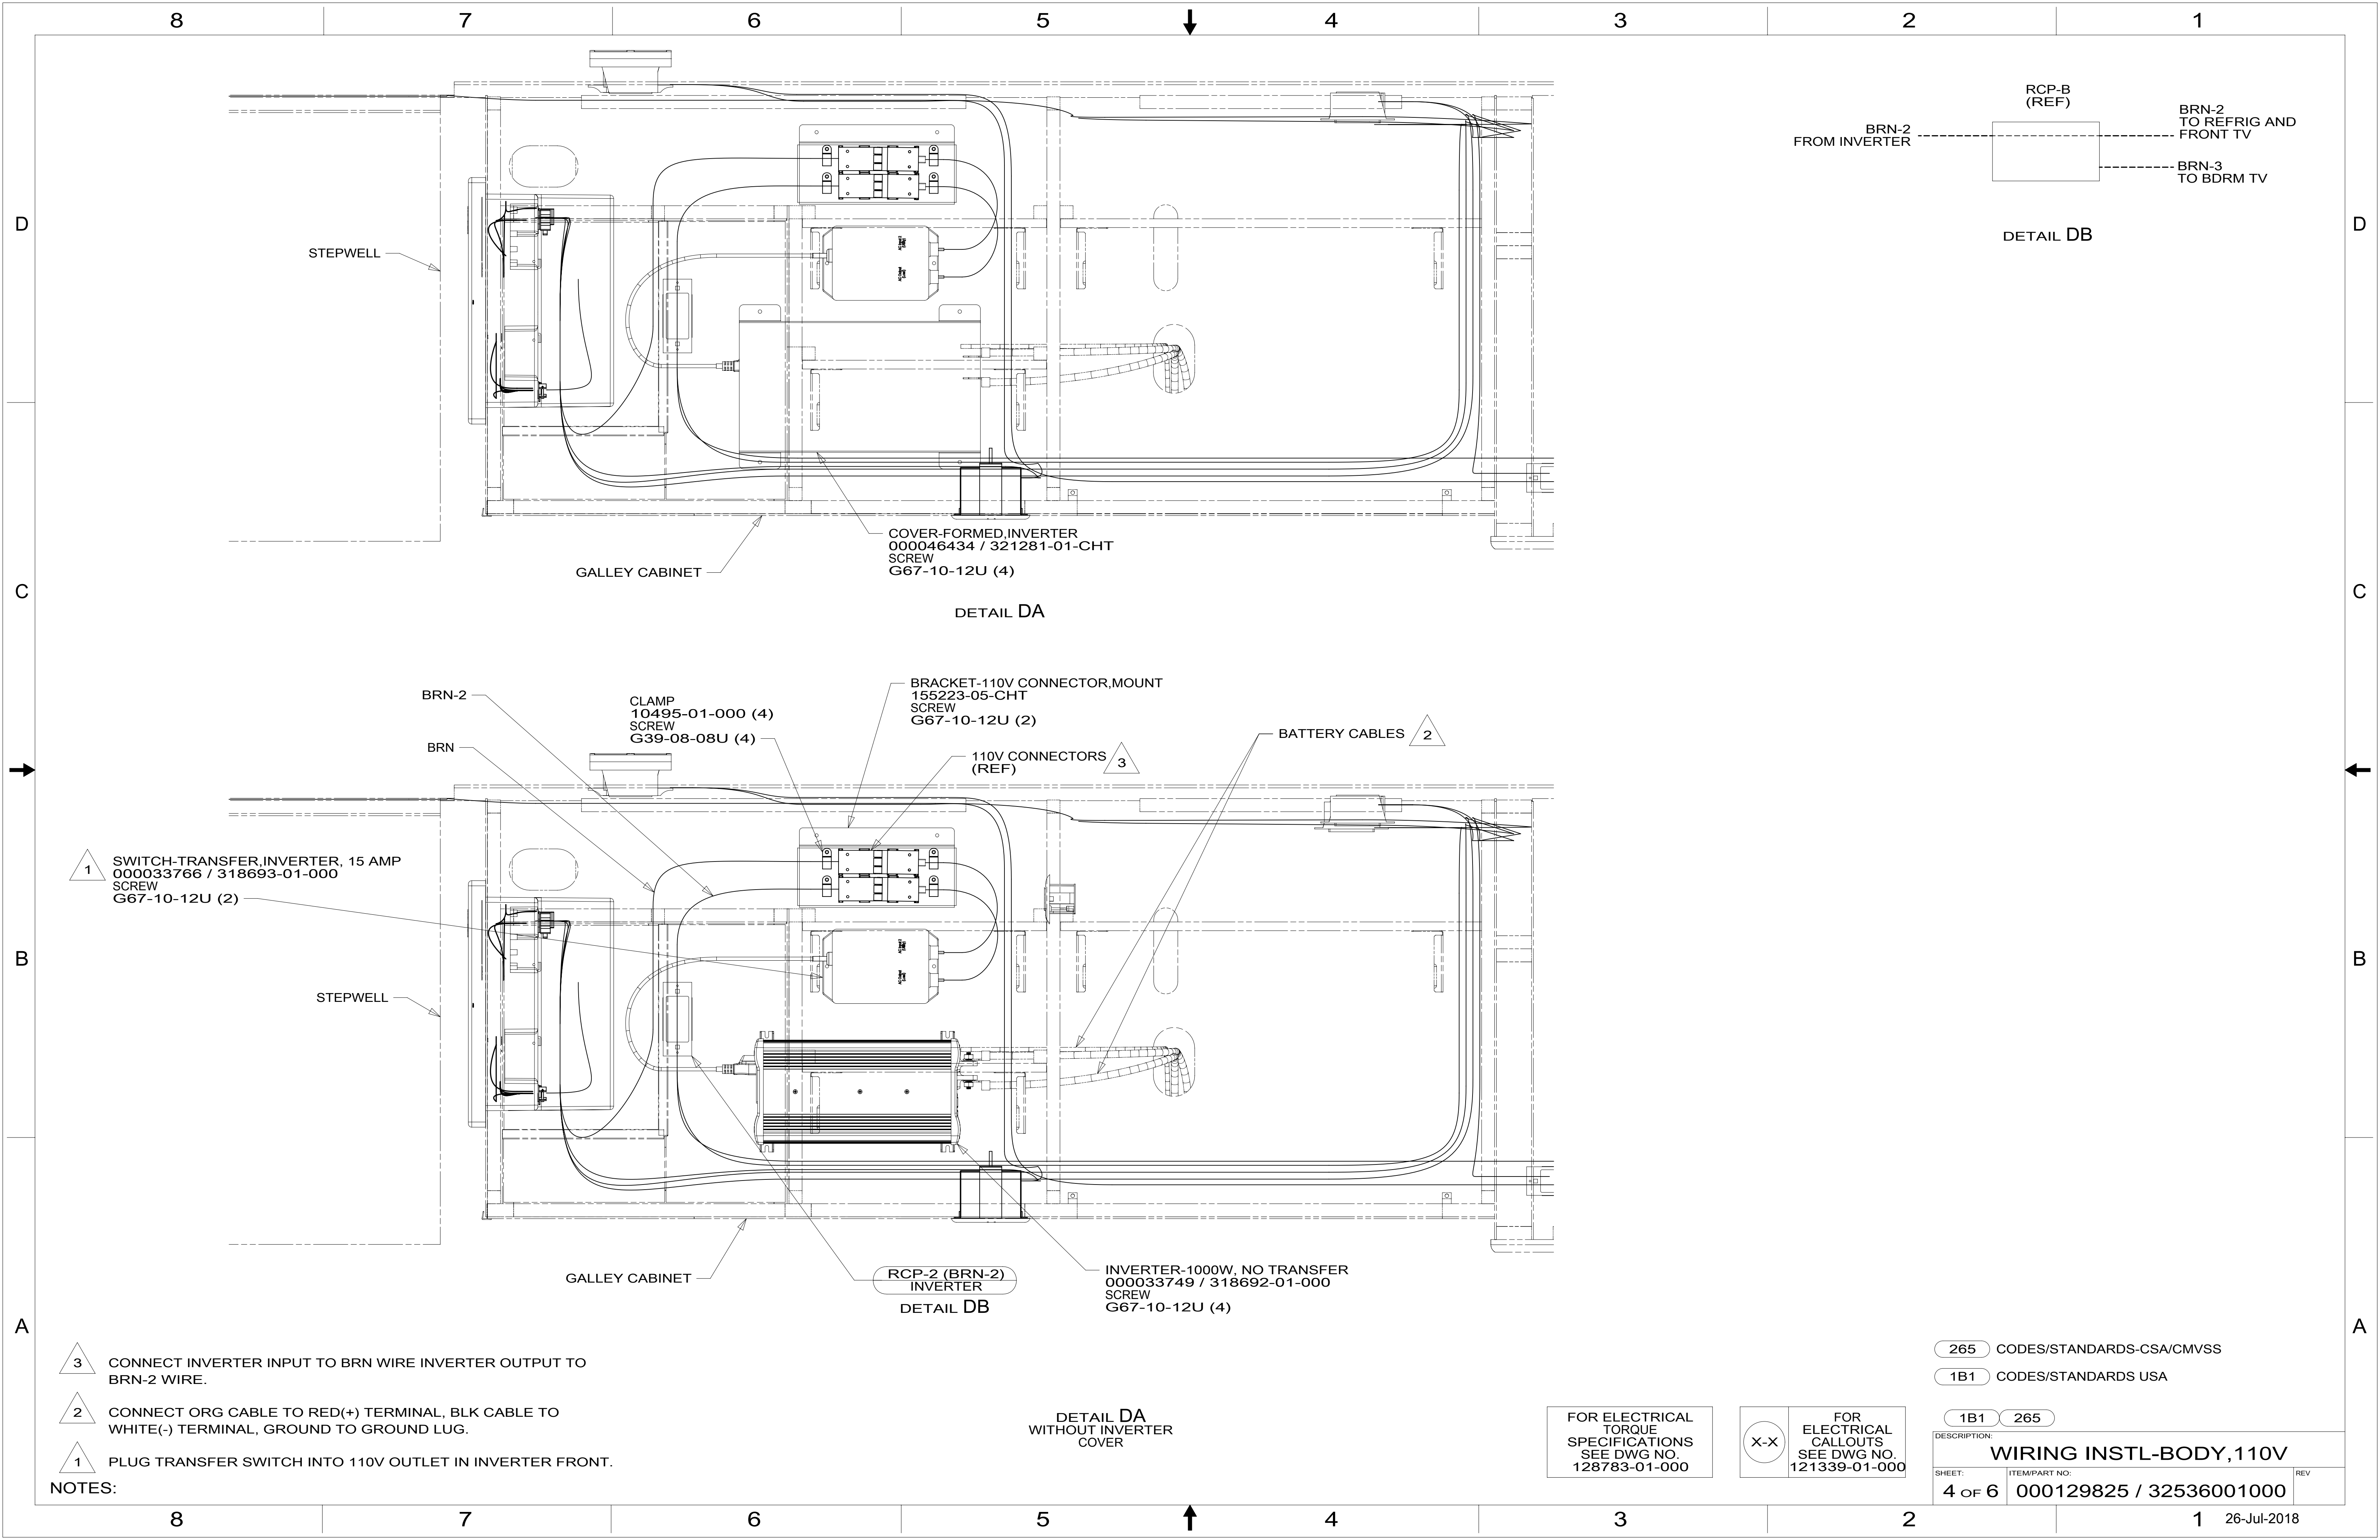 8 7 6 5 4 3 2 1
D
C
B
A
D
C
B
A
STEPWELL
AC Input 2
(Utility)
AC Output
(Load)
GALLEY CABINET
COVER-FORMED,INVERTER
000046434 / 321281-01-CHT
SCREW
G67-10-12U (4)
DETAIL DA
RCP-B
(REF)
BRN-2
FROM INVERTER
BRN-2
TO REFRIG AND
FRONT TV
BRN-3
TO BDRM TV
DETAIL DB
BRN-2
BRN
CLAMP
10495-01-000 (4)
SCREW
G39-08-08U (4)
BRACKET-110V CONNECTOR,MOUNT
155223-05-CHT
SCREW
G67-10-12U (2)
110V CONNECTORS
(REF)
3
BATTERY CABLES
2
1
SWITCH-TRANSFER,INVERTER, 15 AMP
000033766 / 318693-01-000
SCREW
G67-10-12U (2)
STEPWELL
AC Output
(Load)
GALLEY CABINET
RCP-2 (BRN-2)
INVERTER
DETAIL DB
INVERTER-1000W, NO TRANSFER
000033749 / 318692-01-000
SCREW
G67-10-12U (4)
3 CONNECT INVERTER INPUT TO BRN WIRE INVERTER OUTPUT TO
BRN-2 WIRE.
2 CONNECT ORG CABLE TO RED(+) TERMINAL, BLK CABLE TO
WHITE(-) TERMINAL, GROUND TO GROUND LUG.
1 PLUG TRANSFER SWITCH INTO 110V OUTLET IN INVERTER FRONT.
NOTES:
DETAIL DA
WITHOUT INVERTER
COVER
FOR ELECTRICAL
TORQUE
SPECIFICATIONS
SEE DWG NO.
128783-01-000
X-X
FOR
ELECTRICAL
CALLOUTS
SEE DWG NO.
121339-01-000
265 CODES/STANDARDS-CSA/CMVSS
1B1 CODES/STANDARDS USA
1B1 265
DESCRIPTION:
WIRING INSTL-BODY,110V
SHEET:
4 OF 6
ITEM/PART NO:
000129825 / 32536001000
REV
8 7 6 5 4 3 2 1
26-Jul-2018